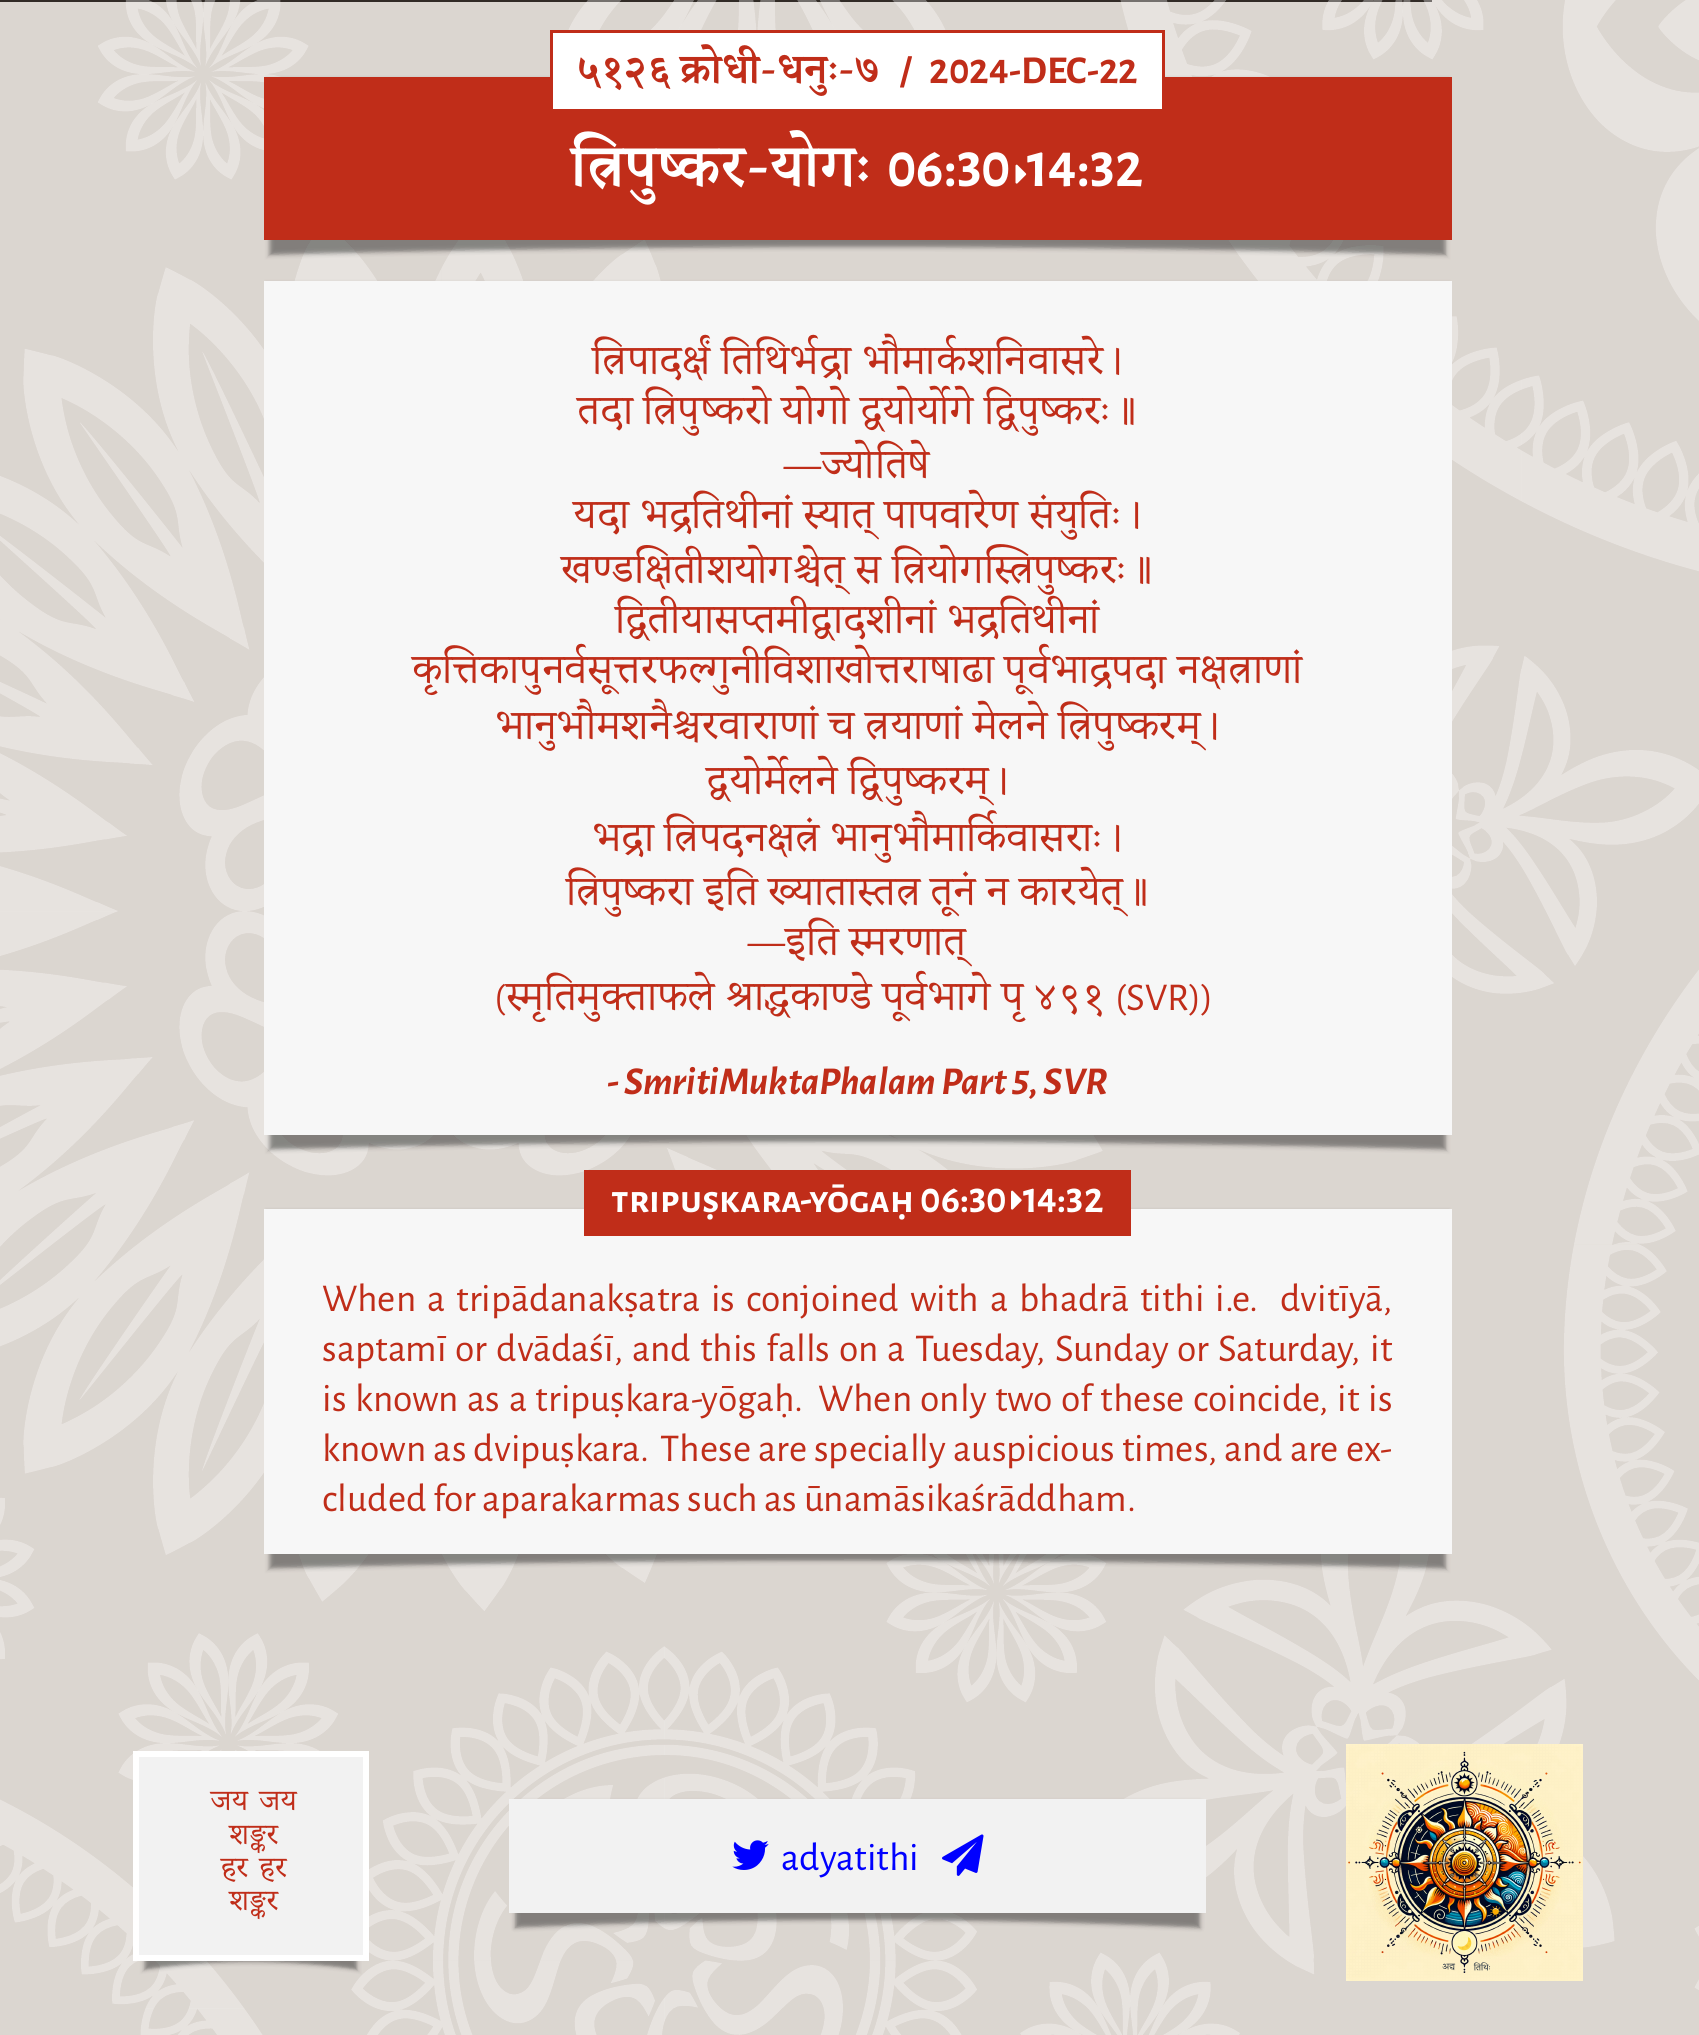 ५१२६ क्रोधी-धनुः-७ / 2024-DEC-22
त्रिपुष्कर-योगः 06:30▸14:32
त्रिपादर्क्षं तिथिर्भद्रा भौमार्कशनिवासरे।
तदा त्रिपुष्करो योगो द्वयोर्योगे द्विपुष्करः॥
—ज्योतिषे
यदा भद्रतिथीनां स्यात् पापवारेण संयुतिः।
खण्डक्षितीशयोगश्चेत् स त्रियोगस्त्रिपुष्करः॥
द्वितीयासप्तमीद्वादशीनां भद्रतिथीनां
कृत्तिकापुनर्वसूत्तरफल्गुनीविशाखोत्तराषाढा पूर्वभाद्रपदा नक्षत्राणां
भानुभौमशनैश्चरवाराणां च त्रयाणां मेलने त्रिपुष्करम्।
द्वयोर्मेलने द्विपुष्करम्।
भद्रा त्रिपदनक्षत्रं भानुभौमार्किवासराः।
त्रिपुष्करा इति ख्यातास्तत्र तूनं न कारयेत्॥
—इति स्मरणात्
(स्मृतिमुक्ताफले श्राद्धकाण्डे पूर्वभागे पृ ४९१ (SVR))
- SmritiMuktaPhalam Part 5, SVR
TRIPUṢKARA-YŌGAḤ 06:30▸14:32
When a tripādanakṣatra is conjoined with a bhadrā tithi i.e. dvitīyā,
saptamī or dvādaśī, and this falls on a Tuesday, Sunday or Saturday, it
is known as a tripuṣkara-yōgaḥ. When only two of these coincide, it is
known as dvipuṣkara. These are specially auspicious times, and are ex-
cluded for aparakarmas such as ūnamāsikaśrāddham.
जय जय
शङ्कर
हर हर
शङ्कर
adyatithi
अद्य तिथिः